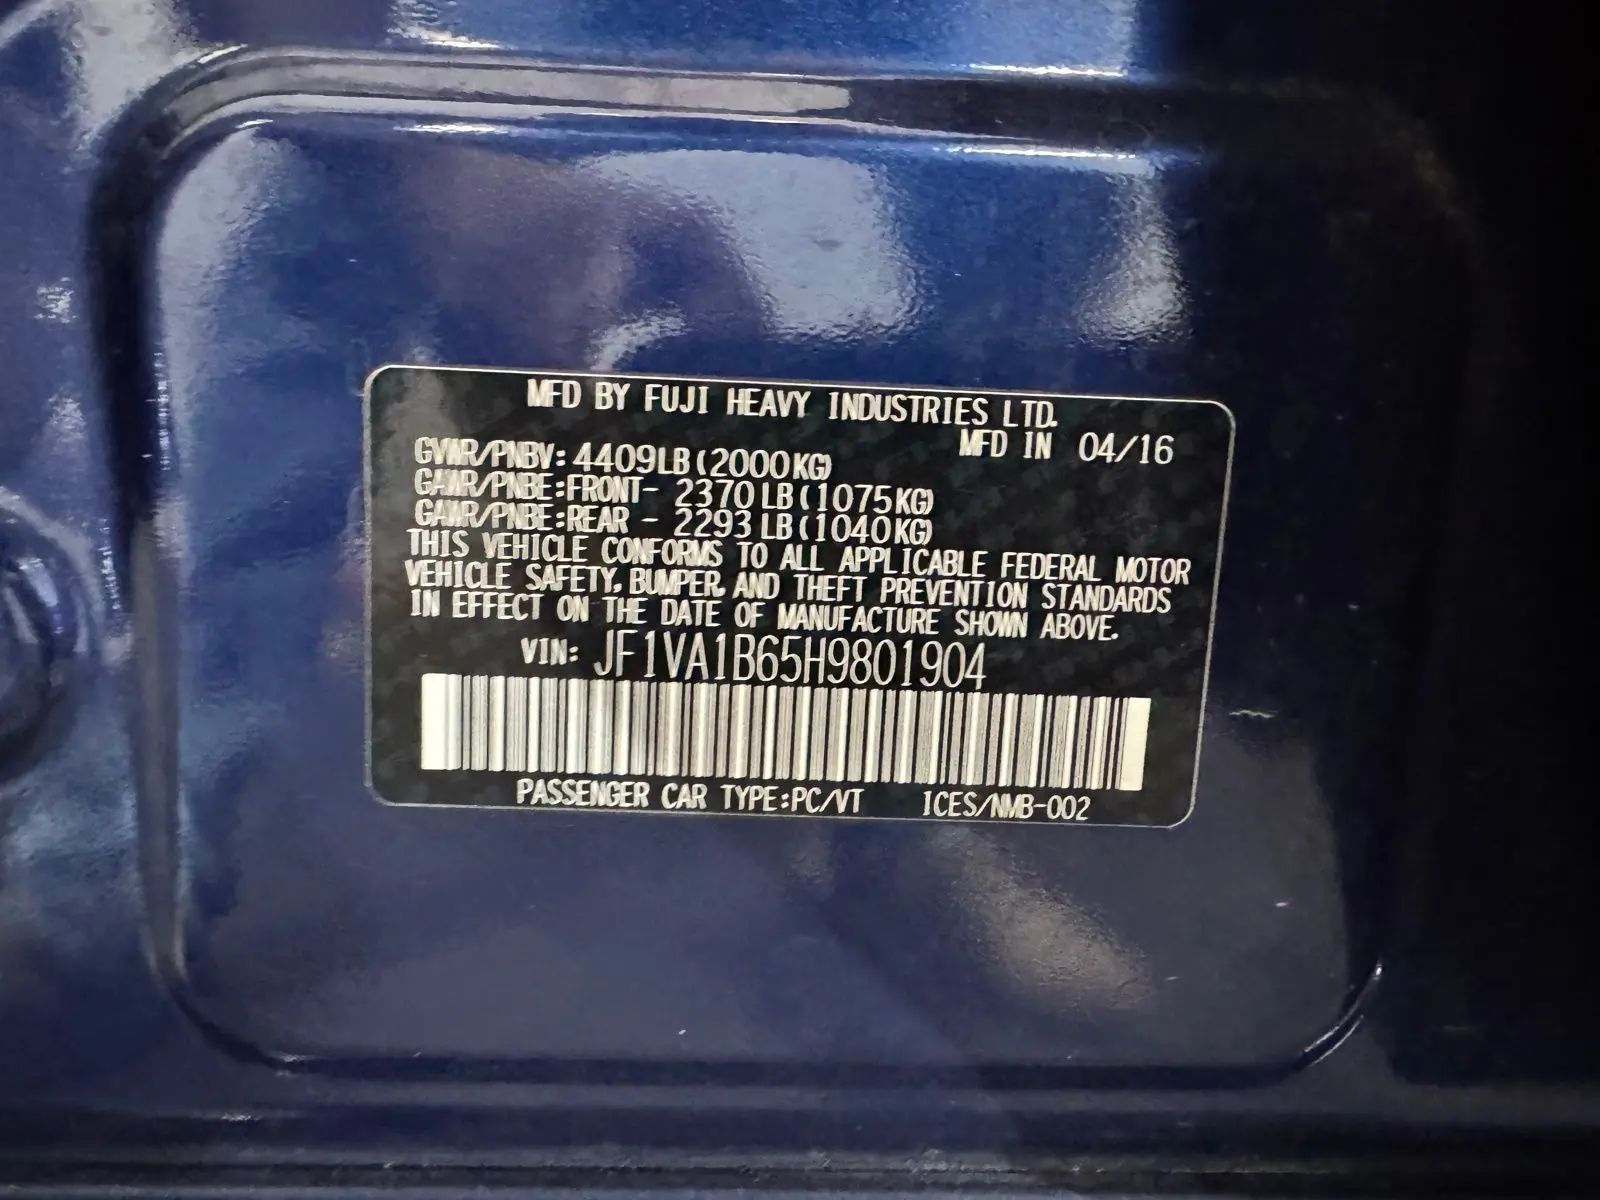 MFD BY FUJI HEAVY INDUSTRIES LTD.
MFD IN 04/16
GVWR/PNBV: 4409LB(2000KG)
GAWR/PNBE:FRONT- 2370LB(1075KG)
GAWR/PNBE:REAR - 2293LB(1040KG)
THIS VEHICLE CONFORMS TO ALL APPLICABLE FEDERAL MOTOR
VEHICLE SAFETY, BUMPER, AND THEFT PREVENTION STANDARDS
IN EFFECT ON THE DATE OF MANUFACTURE SHOWN ABOVE.
VIN: JF1VA1B65H9801904
PASSENGER CAR TYPE:PC/VT ICES/NMB-002